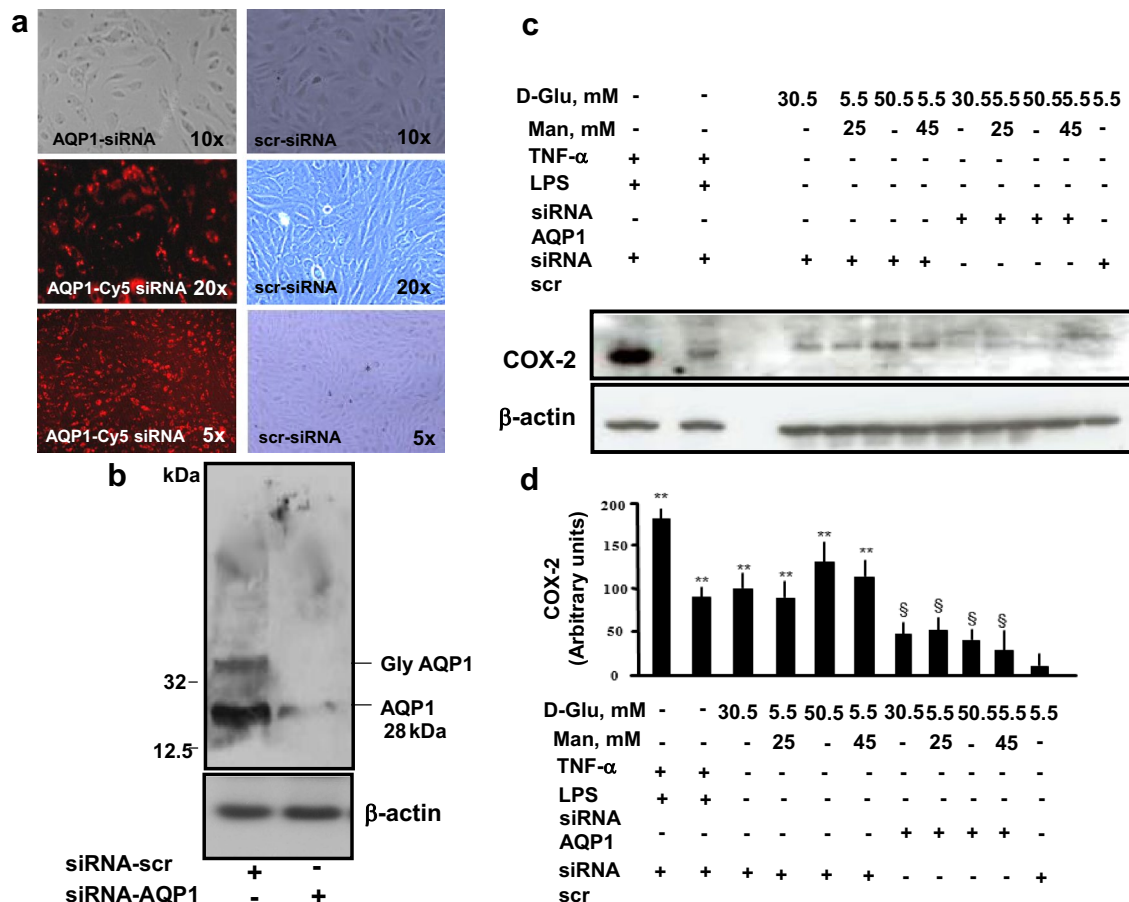 a
AQP1-siRNA 10x
scr-siRNA 10x
AQP1-Cy5 siRNA 20x
scr-siRNA 20x
AQP1-Cy5 siRNA 5x
scr-siRNA 5x
b
kDa
Gly AQP1
32
AQP1
28 kDa
12.5
β-actin
siRNA-scr + -
siRNA-AQP1 - +
c
D-Glu, mM - - 30.5 5.5 50.5 5.5 30.5 5.5 50.5 5.5 5.5
Man, mM - - - 25 - 45 - 25 - 45 -
TNF-α + + - - - - - - - - -
LPS + + - - - - - - - - -
siRNA
AQP1 - - - - - - + + + + -
siRNA
scr + + + + + + - - - - +
COX-2
β-actin
d
COX-2
(Arbitrary units)
200
150
100
50
0
** ** ** ** ** ** § § § §
D-Glu, mM - - 30.5 5.5 50.5 5.5 30.5 5.5 50.5 5.5 5.5
Man, mM - - - 25 - 45 - 25 - 45 -
TNF-α + + - - - - - - - - -
LPS + + - - - - - - - - -
siRNA
AQP1 - - - - - - + + + + -
siRNA
scr + + + + + + - - - - +